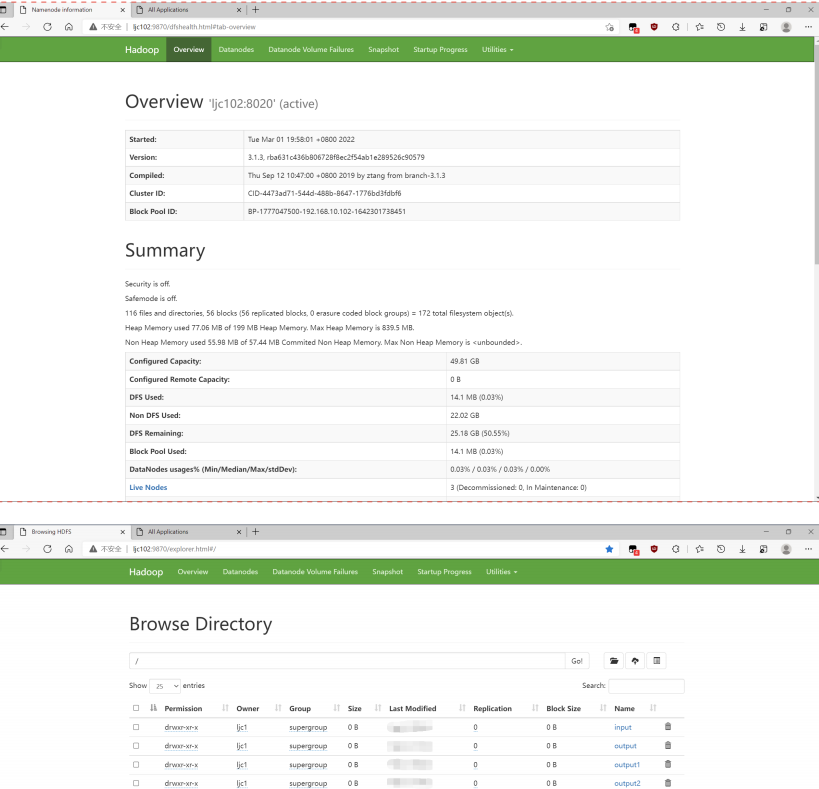 Namenode information All Applications
不安全 ljc102:9870/dfshealth.html#tab-overview
Hadoop Overview Datanodes Datanode Volume Failures Snapshot Startup Progress Utilities
Overview 'ljc102:8020' (active)
Started: Tue Mar 01 19:58:01 +0800 2022
Version: 3.1.3, rba631c436b806728f8ec2f54ab1e289526c90579
Compiled: Thu Sep 12 10:47:00 +0800 2019 by ztang from branch-3.1.3
Cluster ID: CID-4473ad71-544d-488b-8647-1776bd3fdbf6
Block Pool ID: BP-1777047500-192.168.10.102-1642301738451
Summary
Security is off.
Safemode is off.
116 files and directories, 56 blocks (56 replicated blocks, 0 erasure coded block groups) = 172 total filesystem object(s).
Heap Memory used 77.06 MB of 199 MB Heap Memory. Max Heap Memory is 839.5 MB.
Non Heap Memory used 55.98 MB of 57.44 MB Commited Non Heap Memory. Max Non Heap Memory is <unbounded>.
Configured Capacity: 49.81 GB
Configured Remote Capacity: 0 B
DFS Used: 14.1 MB (0.03%)
Non DFS Used: 22.02 GB
DFS Remaining: 25.18 GB (50.55%)
Block Pool Used: 14.1 MB (0.03%)
DataNodes usages% (Min/Median/Max/stdDev): 0.03% / 0.03% / 0.03% / 0.00%
Live Nodes 3 (Decommissioned: 0, In Maintenance: 0)
Browsing HDFS All Applications
不安全 ljc102:9870/explorer.html#/
Hadoop Overview Datanodes Datanode Volume Failures Snapshot Startup Progress Utilities
Browse Directory
/ Go!
Show 25 entries Search:
Permission Owner Group Size Last Modified Replication Block Size Name
drwxr-xr-x ljc1 supergroup 0 B 0 0 B input
drwxr-xr-x ljc1 supergroup 0 B 0 0 B output
drwxr-xr-x ljc1 supergroup 0 B 0 0 B output1
drwxr-xr-x ljc1 supergroup 0 B 0 0 B output2